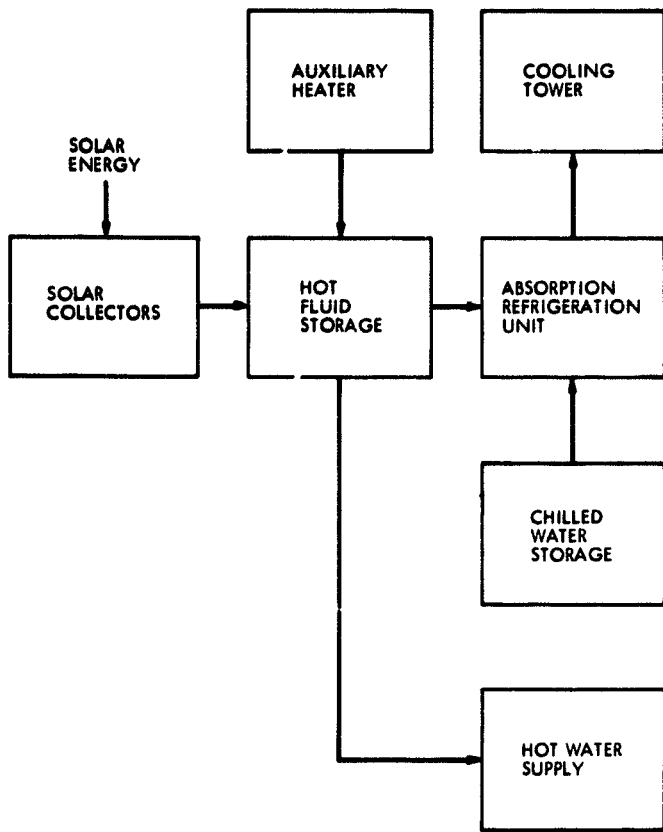 AUXILIARY
HEATER
COOLING
TOWER
SOLAR
ENERGY
SOLAR
COLLECTORS
HOT
FLUID
STORAGE
ABSORPTION
REFRIGERATION
UNIT
CHILLED
WATER
STORAGE
HOT WATER
SUPPLY